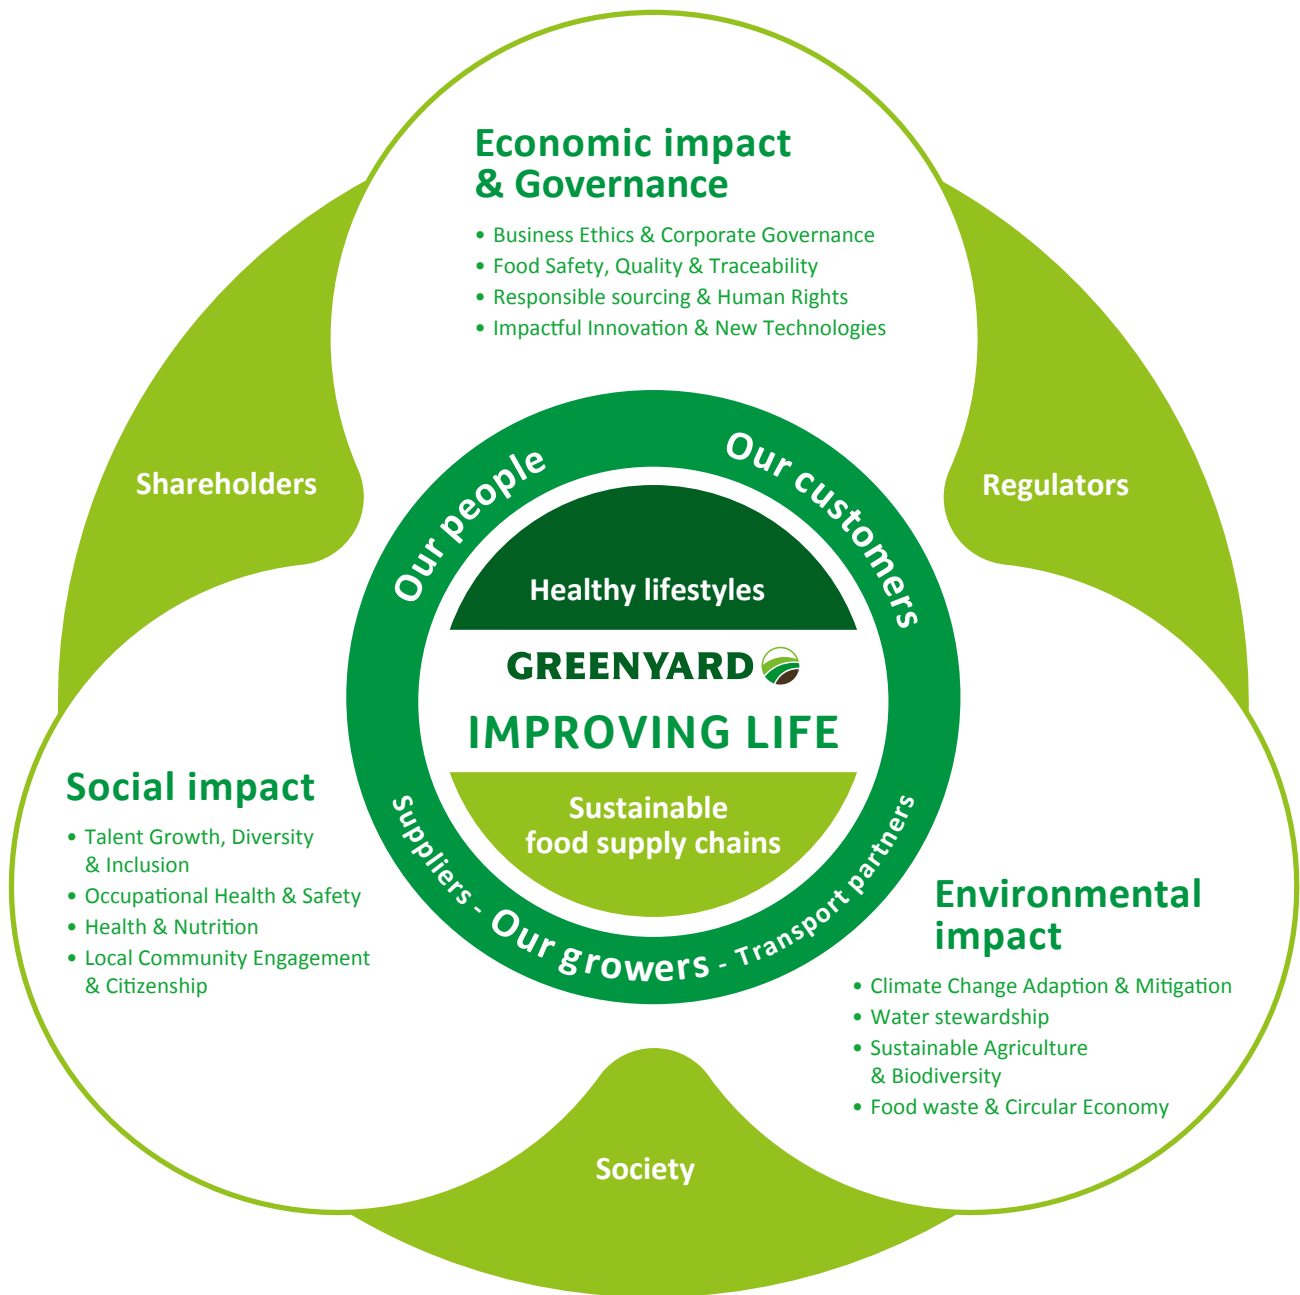 Economic impact
& Governance
• Business Ethics & Corporate Governance
• Food Safety, Quality & Traceability
• Responsible sourcing & Human Rights
• Impactful Innovation & New Technologies
Shareholders
Regulators
Our people
Our customers
Healthy lifestyles
GREENYARD
IMPROVING LIFE
Sustainable
food supply chains
Suppliers - Our growers - Transport partners
Social impact
• Talent Growth, Diversity
& Inclusion
• Occupational Health & Safety
• Health & Nutrition
• Local Community Engagement
& Citizenship
Environmental
impact
• Climate Change Adaption & Mitigation
• Water stewardship
• Sustainable Agriculture
& Biodiversity
• Food waste & Circular Economy
Society